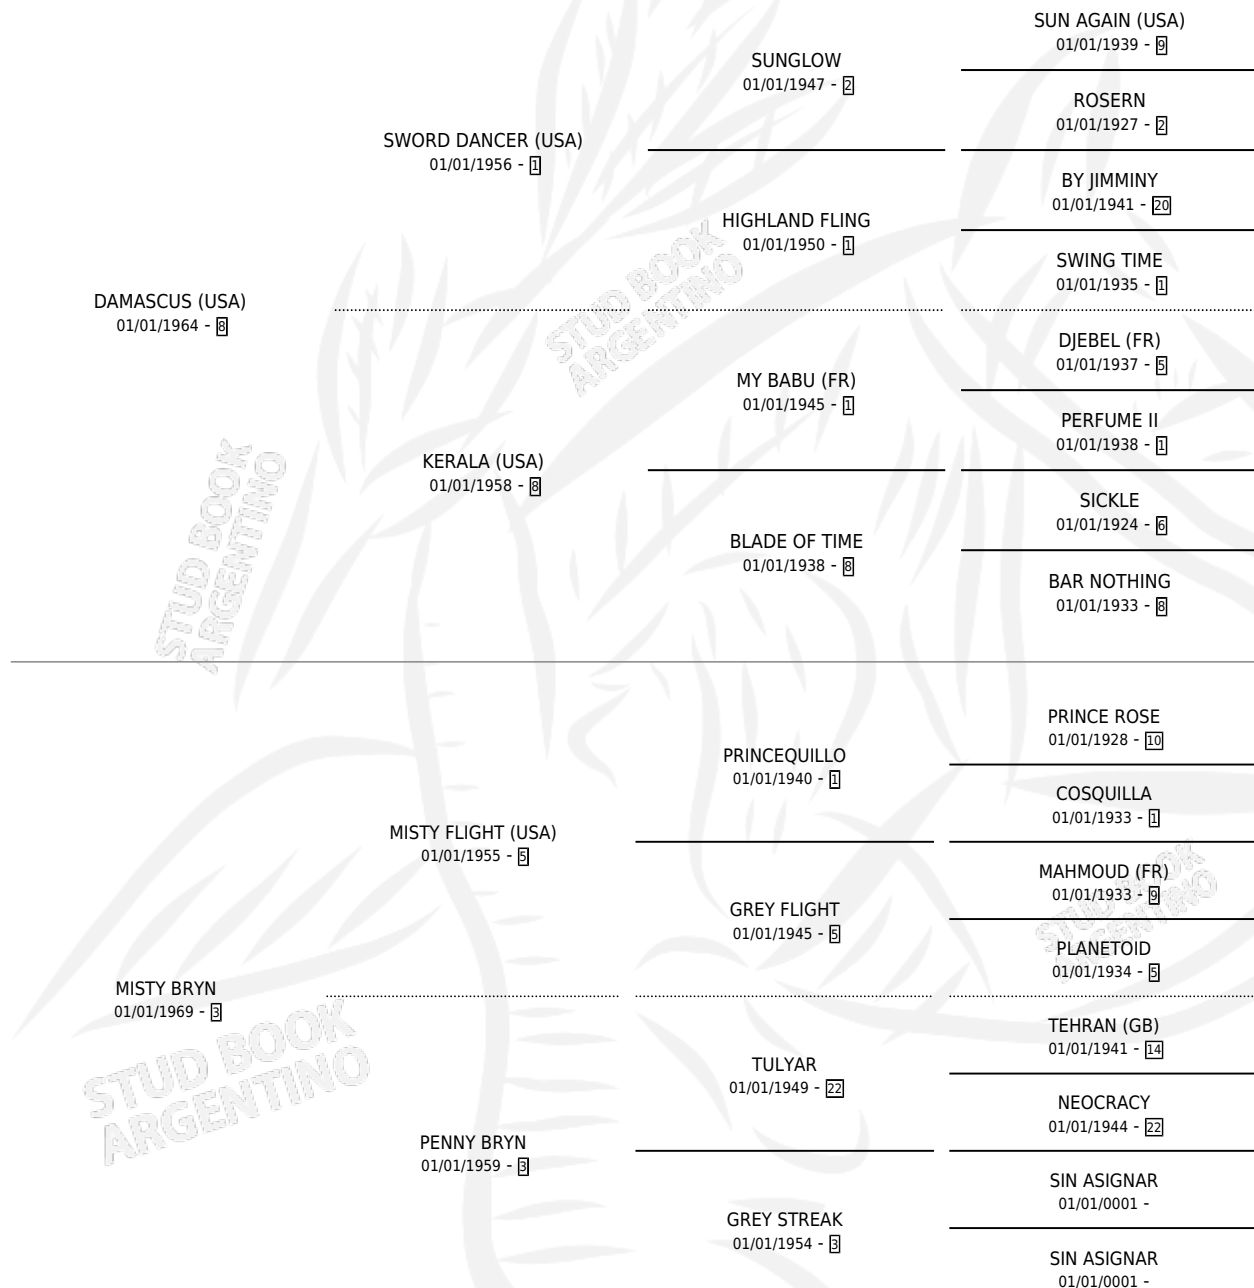 SUN AGAIN (USA)
01/01/1939 - 9
SUNGLOW
01/01/1947 - 2
ROSERN
01/01/1927 - 2
SWORD DANCER (USA)
01/01/1956 - 1
BY JIMMINY
01/01/1941 - 20
HIGHLAND FLING
01/01/1950 - 1
SWING TIME
01/01/1935 - 1
DAMASCUS (USA)
01/01/1964 - 8
DJEBEL (FR)
01/01/1937 - 5
MY BABU (FR)
01/01/1945 - 1
PERFUME II
01/01/1938 - 1
KERALA (USA)
01/01/1958 - 8
SICKLE
01/01/1924 - 6
BLADE OF TIME
01/01/1938 - 8
BAR NOTHING
01/01/1933 - 8
PRINCE ROSE
01/01/1928 - 10
PRINCEQUILLO
01/01/1940 - 1
COSQUILLA
01/01/1933 - 1
MISTY FLIGHT (USA)
01/01/1955 - 5
MAHMOUD (FR)
01/01/1933 - 9
GREY FLIGHT
01/01/1945 - 5
PLANETOID
01/01/1934 - 5
MISTY BRYN
01/01/1969 - 3
TEHRAN (GB)
01/01/1941 - 14
TULYAR
01/01/1949 - 22
NEOCRACY
01/01/1944 - 22
PENNY BRYN
01/01/1959 - 3
SIN ASIGNAR
01/01/0001 -
GREY STREAK
01/01/1954 - 3
SIN ASIGNAR
01/01/0001 -
STUD BOOK
ARGENTINO
STUD BOOK
ARGENTINO
STUD BOOK
ARGENTINO
STUD BOOK
ARGENTINO